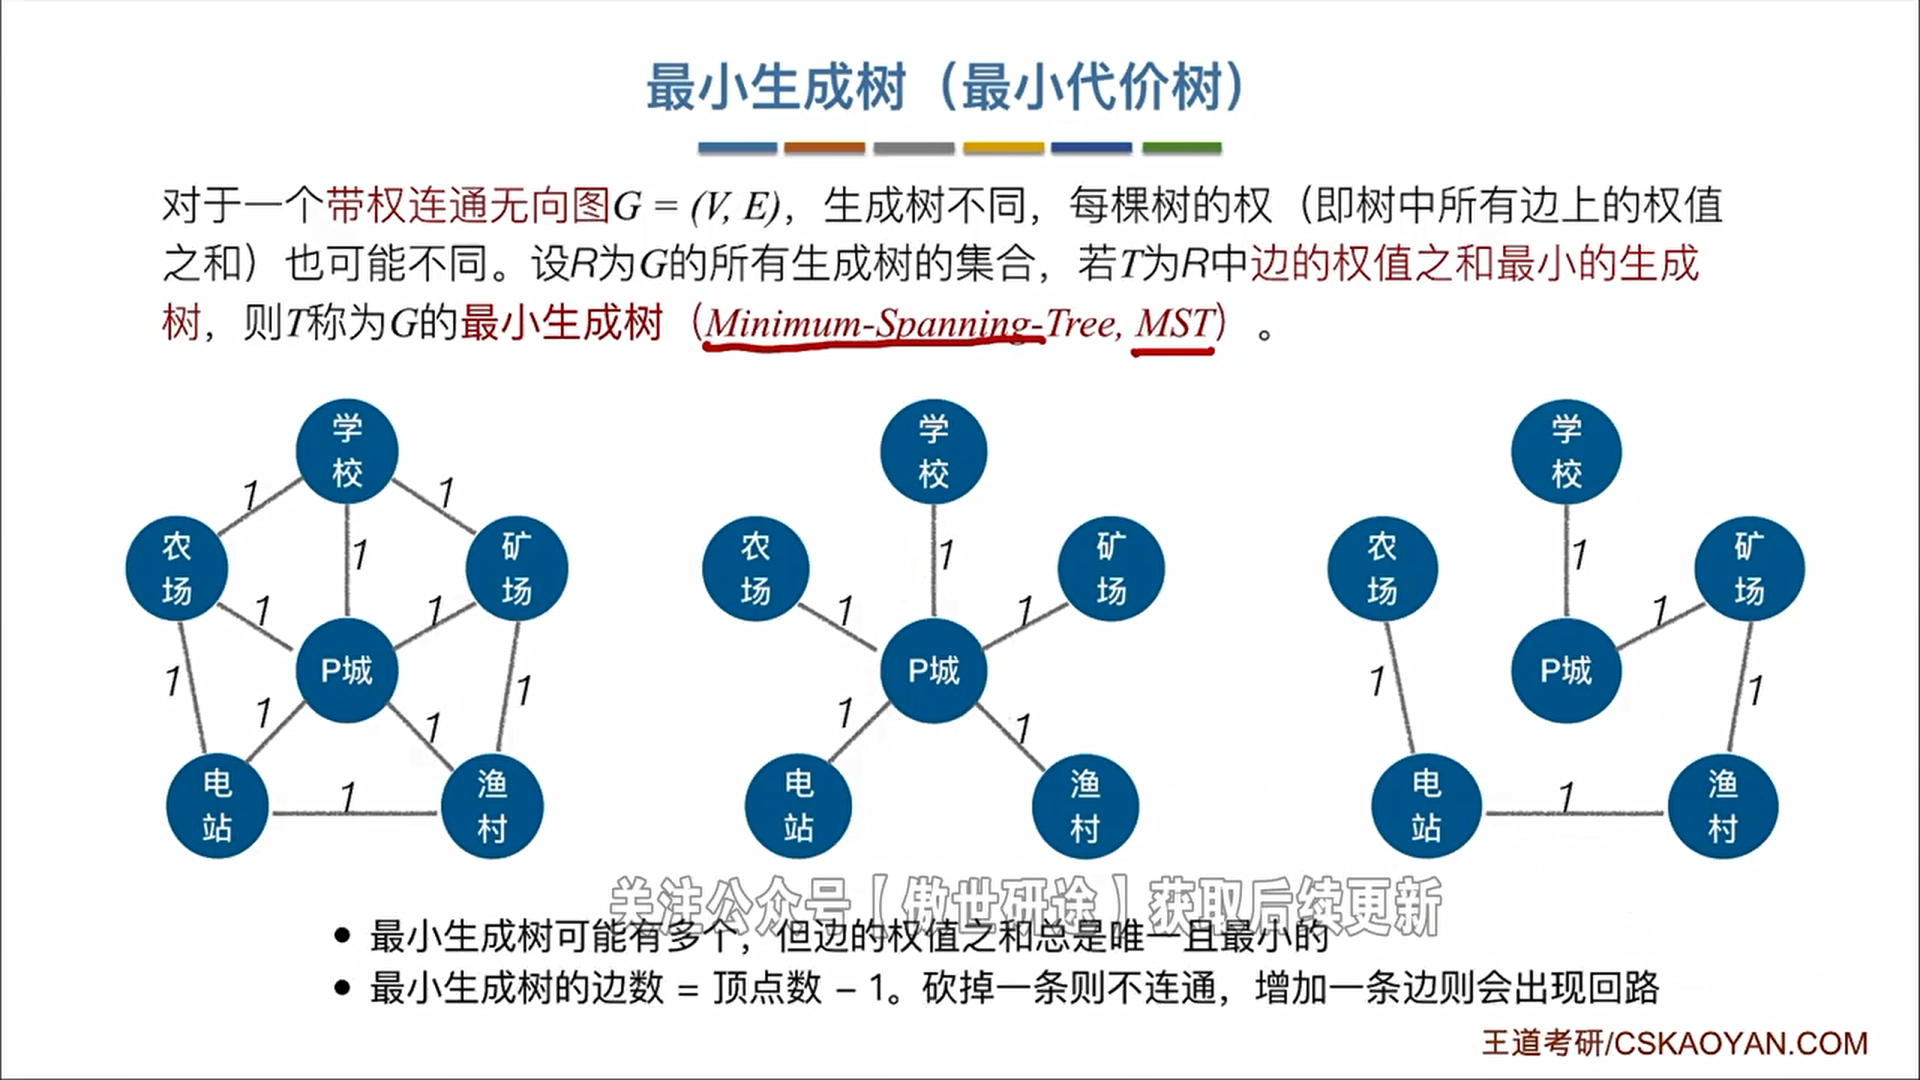 最小生成树（最小代价树）
对于一个带权连通无向图G = (V, E)，生成树不同，每棵树的权（即树中所有边上的权值
之和）也可能不同。设R为G的所有生成树的集合，若T为R中边的权值之和最小的生成
树，则T称为G的最小生成树（Minimum-Spanning-Tree, MST）。
学
校
1
1
农
场
1
矿
场
1
1
P城
1
1
1
1
电
站
1
渔
村
学
校
农
场
1
矿
场
1
1
P城
1
1
电
站
渔
村
学
校
农
场
1
矿
场
1
P城
1
1
电
站
1
渔
村
关注公众号【傲世研途】获取后续更新
● 最小生成树可能有多个，但边的权值之和总是唯一且最小的
● 最小生成树的边数 = 顶点数 - 1。砍掉一条则不连通，增加一条边则会出现回路
王道考研/CSKAOYAN.COM